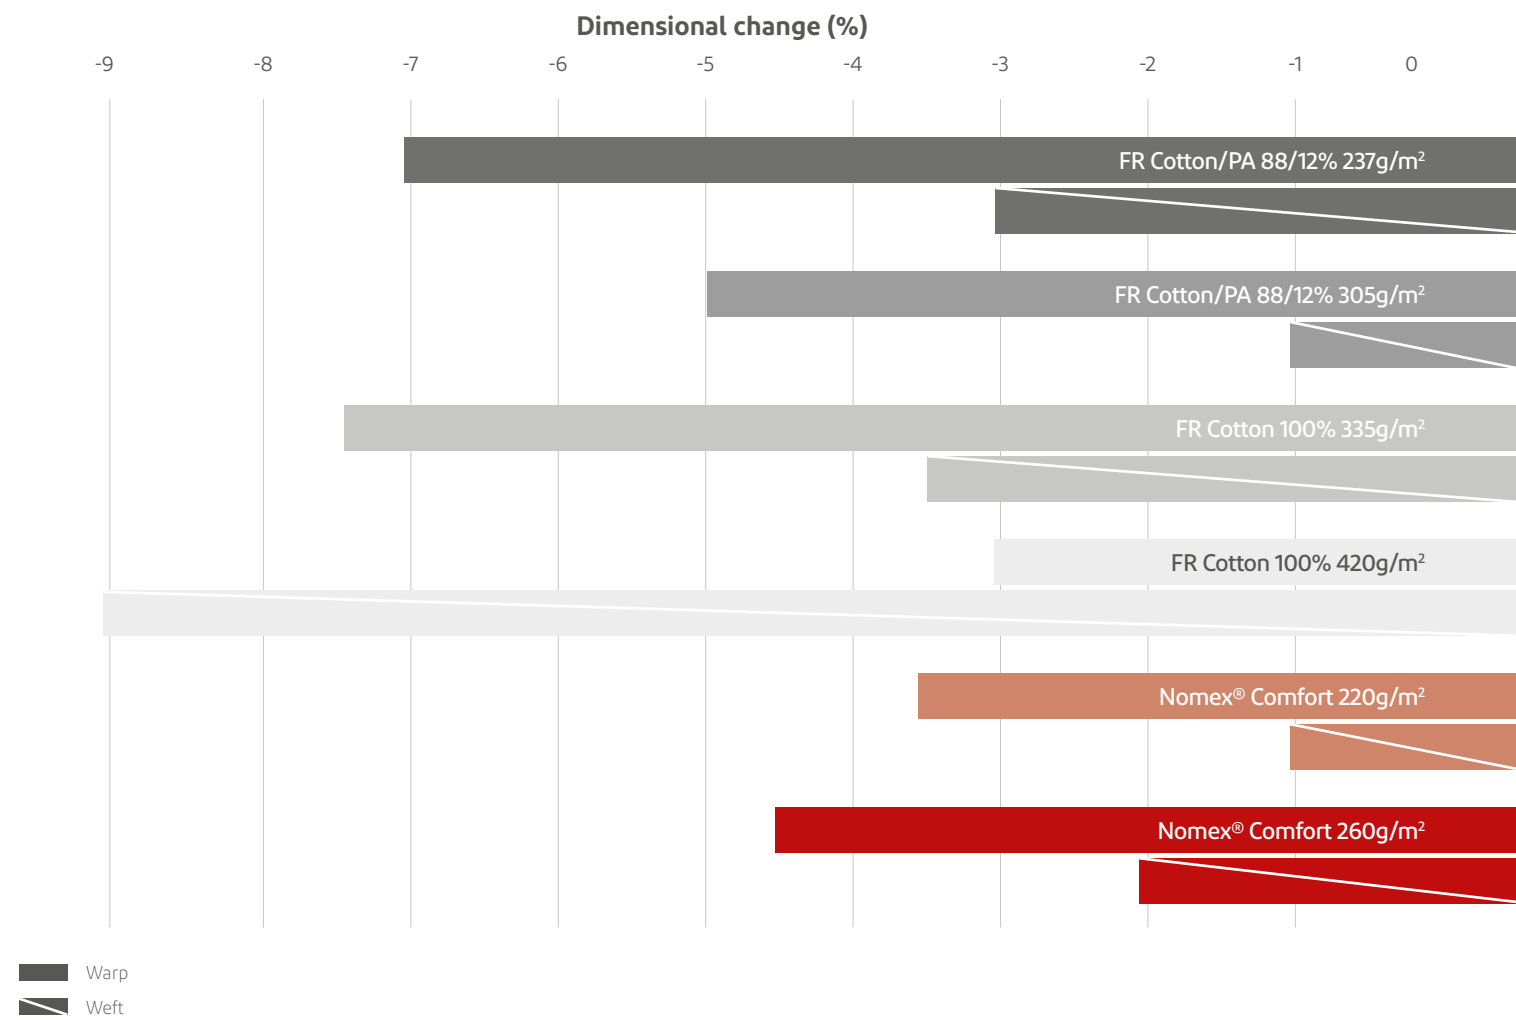 Dimensional change (%)
-9 -8 -7 -6 -5 -4 -3 -2 -1 0
FR Cotton/PA 88/12% 237g/m²
FR Cotton/PA 88/12% 305g/m²
FR Cotton 100% 335g/m²
FR Cotton 100% 420g/m²
Nomex® Comfort 220g/m²
Nomex® Comfort 260g/m²
Warp
Weft